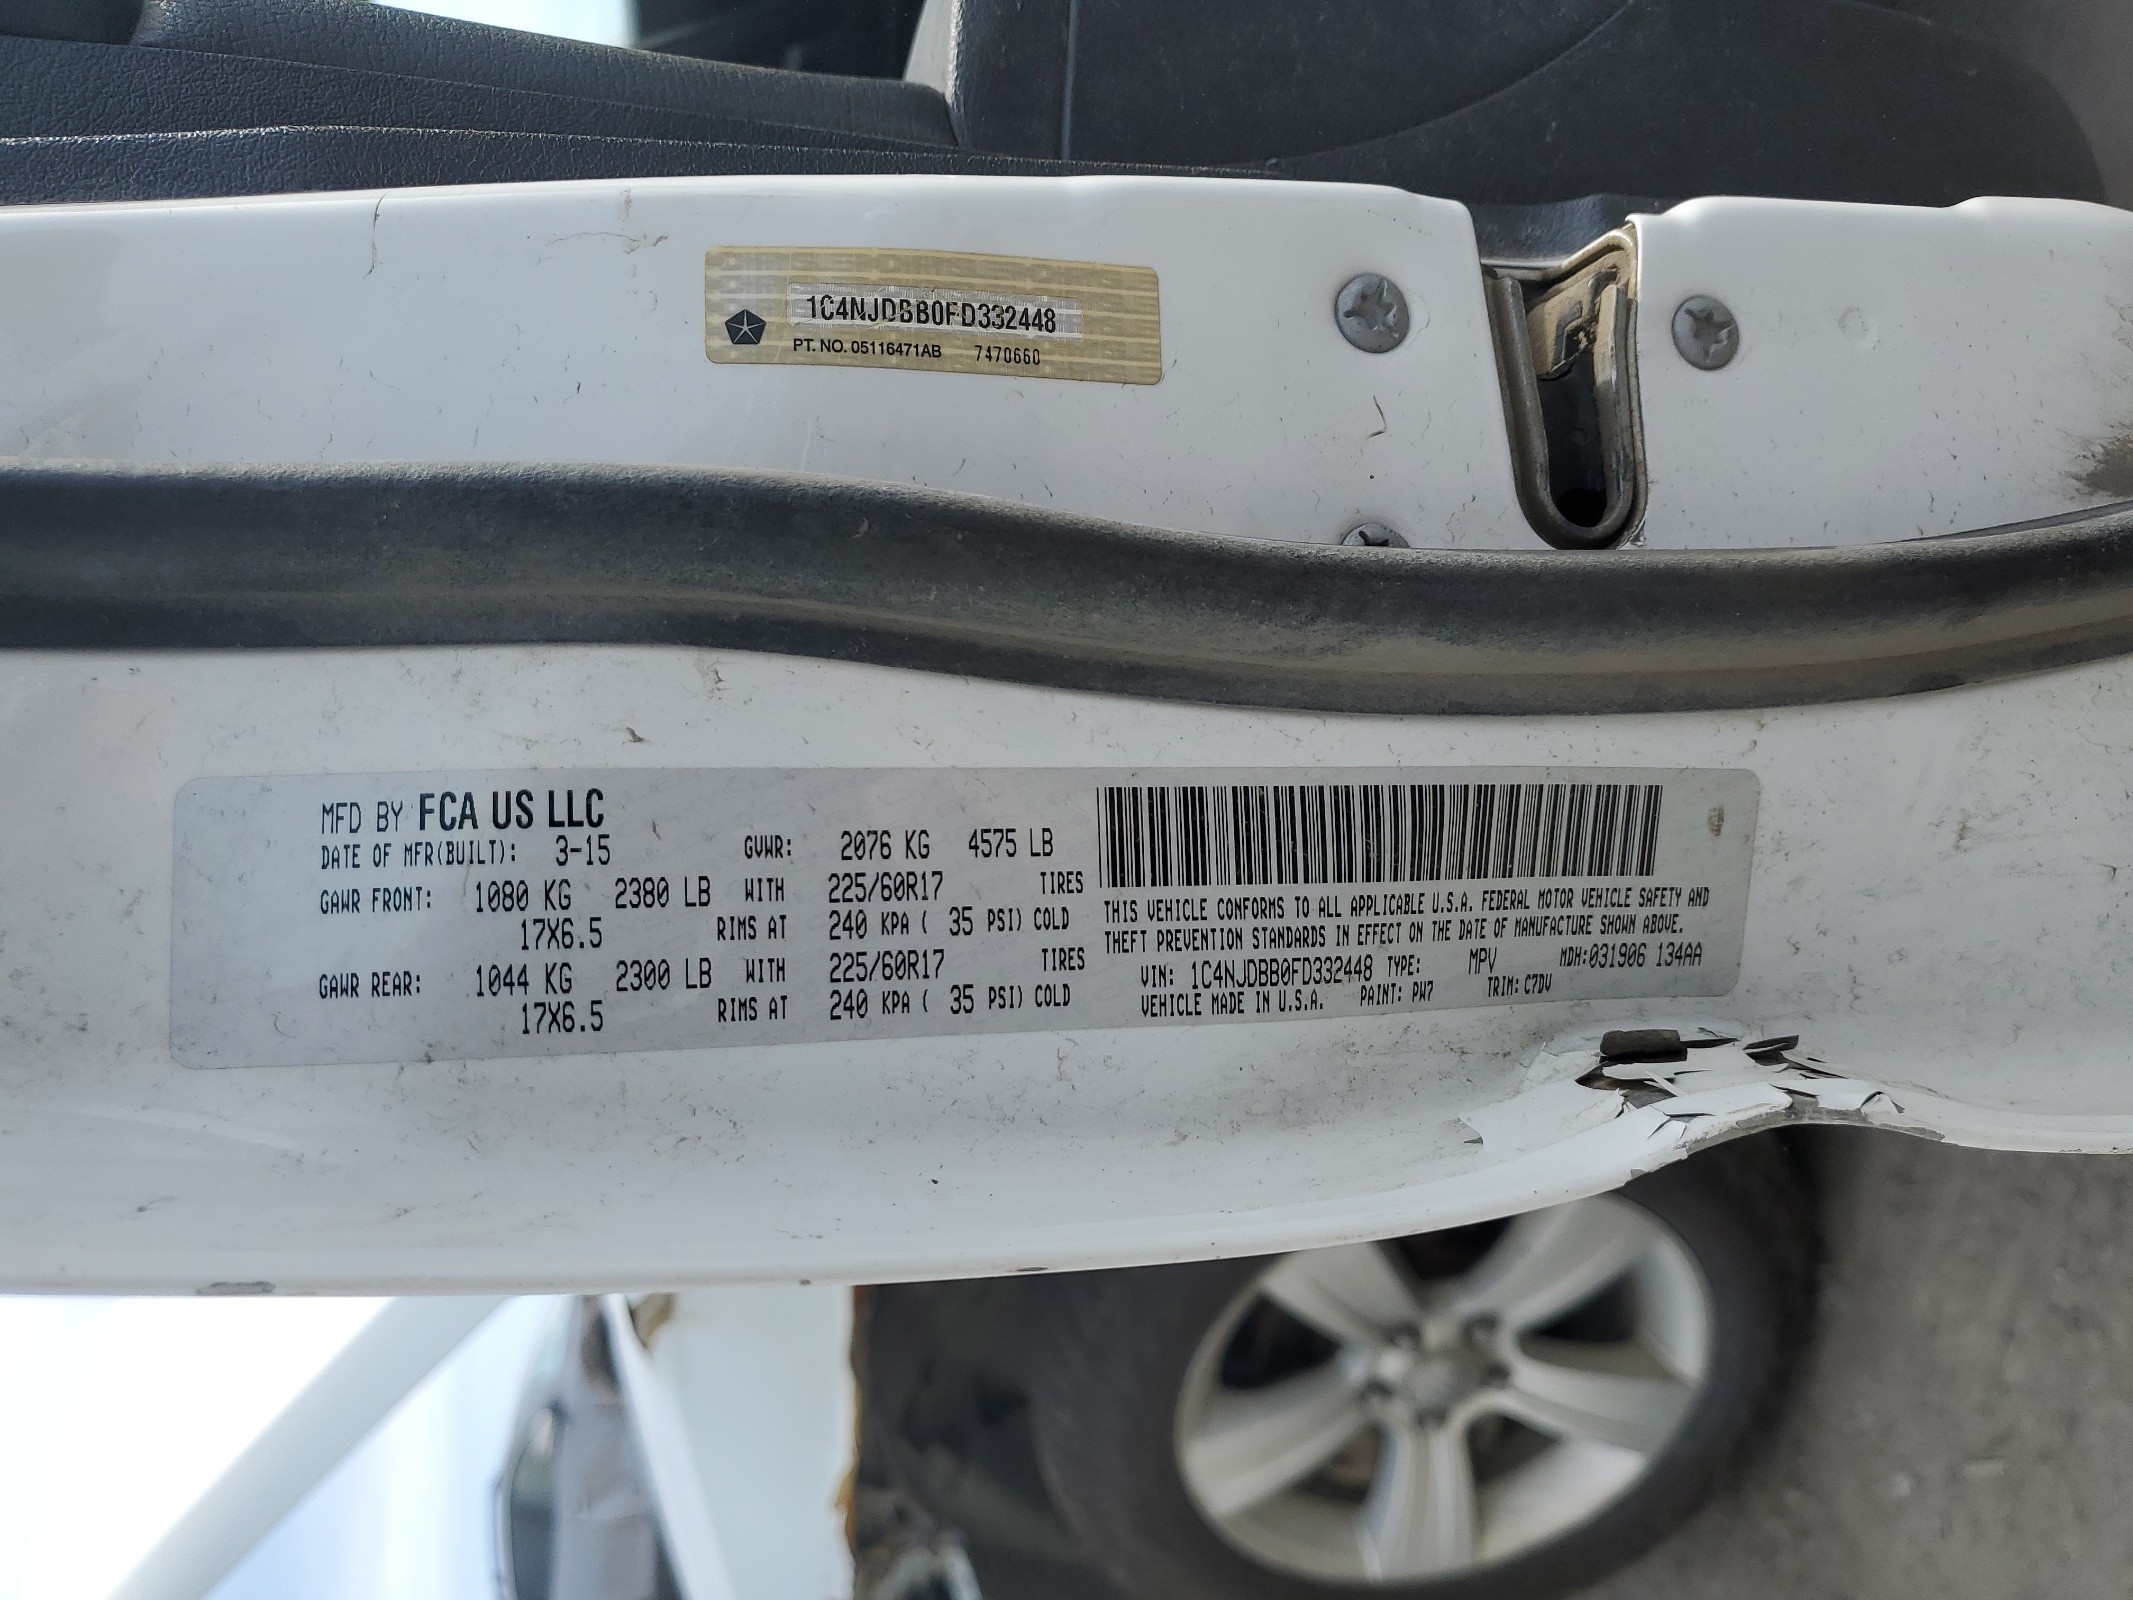 1C4NJDBB0FD332448
PT. NO. 05116471AB 7470660
MFD BY FCA US LLC
DATE OF MFR(BUILT): 3-15 GVWR: 2076 KG 4575 LB
GAWR FRONT: 1080 KG 2380 LB WITH 225/60R17 TIRES
17X6.5 RIMS AT 240 KPA ( 35 PSI) COLD
GAWR REAR: 1044 KG 2300 LB WITH 225/60R17 TIRES
17X6.5 RIMS AT 240 KPA ( 35 PSI) COLD
THIS VEHICLE CONFORMS TO ALL APPLICABLE U.S.A. FEDERAL MOTOR VEHICLE SAFETY AND
THEFT PREVENTION STANDARDS IN EFFECT ON THE DATE OF MANUFACTURE SHOWN ABOVE.
VIN: 1C4NJDBB0FD332448 TYPE: MPV MDH:031906 134AA
VEHICLE MADE IN U.S.A. PAINT: PW7 TRIM: C7DV